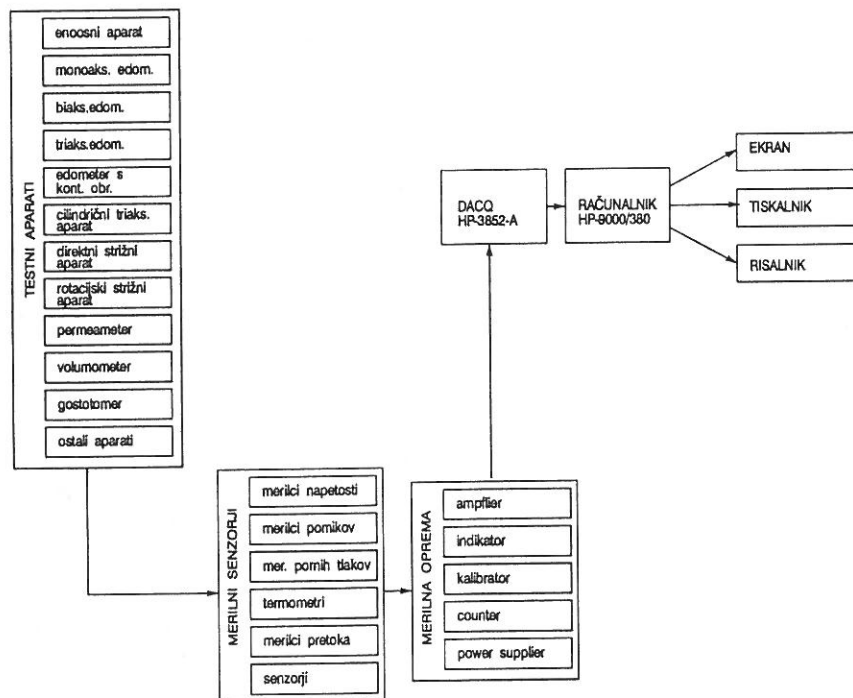 TESTNI APARATI
enoosni aparat
monoaks. edom.
biaks.edom.
triaks.edom.
edometer s
kont. obr.
cilindrični triaks.
aparat
direktni strižni
aparat
rotacijski strižni
aparat
permeameter
volumometer
gostotomer
ostali aparati
MERILNI SENZORJI
merilci napetosti
merilci pomikov
mer. pornih tlakov
termometri
merilci pretoka
senzorji
MERILNA OPREMA
ampflier
indikator
kalibrator
counter
power supplier
DACQ
HP-3852-A
RAČUNALNIK
HP-9000/380
EKRAN
TISKALNIK
RISALNIK